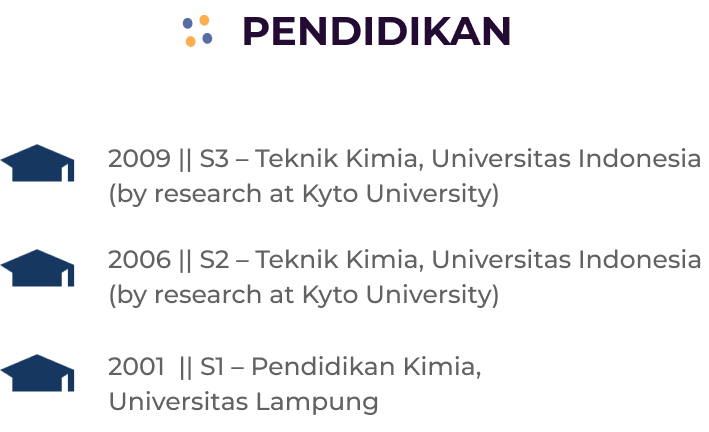 PENDIDIKAN
2009 || S3 – Teknik Kimia, Universitas Indonesia
(by research at Kyto University)
2006 || S2 – Teknik Kimia, Universitas Indonesia
(by research at Kyto University)
2001 || S1 – Pendidikan Kimia,
Universitas Lampung